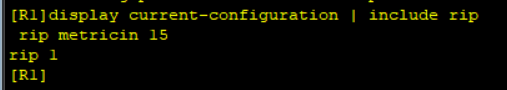 [R1]display current-configuration | include rip
 rip metricin 15
rip 1
[R1]